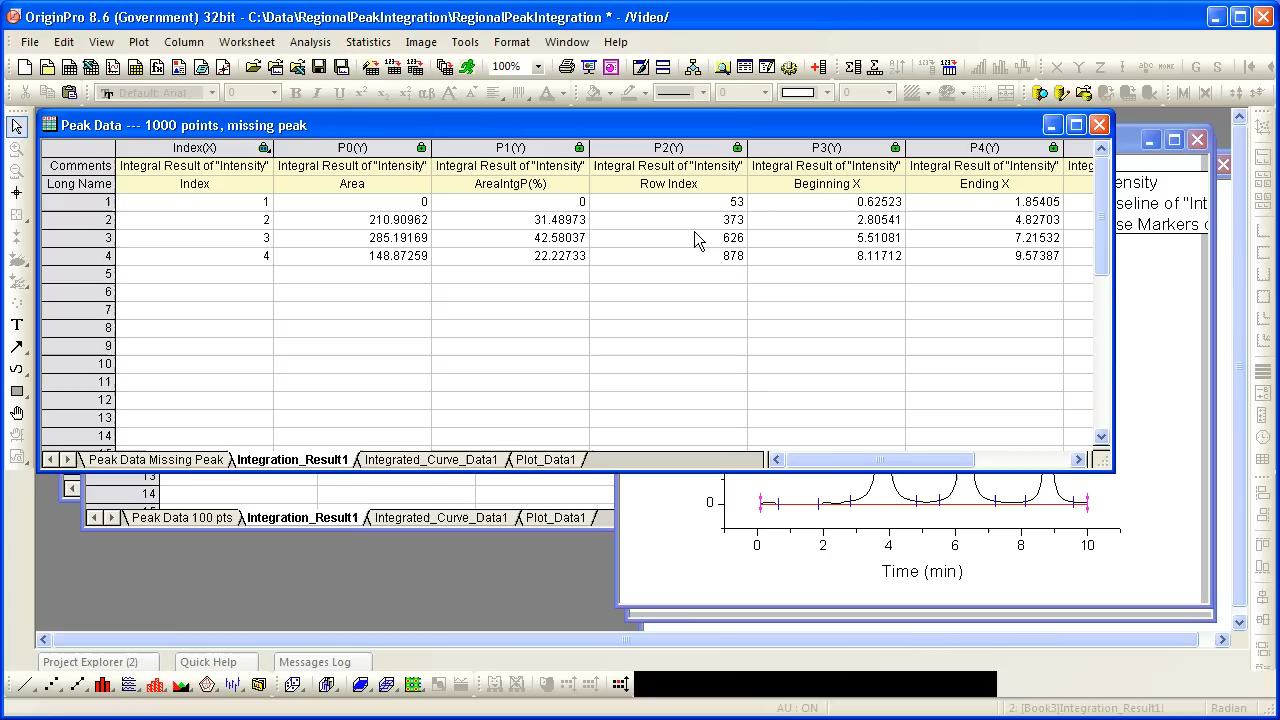 OriginPro 8.6 (Government) 32bit - C:\Data\RegionalPeakIntegration\RegionalPeakIntegration * - /Video/
File Edit View Plot Column Worksheet Analysis Statistics Image Tools Format Window Help
100%
Default: Arial 0 B I U 0 0
Peak Data --- 1000 points, missing peak
Index(X) P0(Y) P1(Y) P2(Y) P3(Y) P4(Y)
Comments Integral Result of "Intensity" Integral Result of "Intensity" Integral Result of "Intensity" Integral Result of "Intensity" Integral Result of "Intensity" Integral Result of "Intensity"
Long Name Index Area AreaIntgP(%) Row Index Beginning X Ending X
1 1 0 0 53 0.62523 1.85405
2 2 210.90962 31.48973 373 2.80541 4.82703
3 3 285.19169 42.58037 626 5.51081 7.21532
4 4 148.87259 22.22733 878 8.11712 9.57387
5
6
7
8
9
10
11
12
13
14
Peak Data Missing Peak Integration_Result1 Integrated_Curve_Data1 Plot_Data1
13
14
Peak Data 100 pts Integration_Result1 Integrated_Curve_Data1 Plot_Data1
0
0 2 4 6 8 10
Time (min)
Project Explorer (2) Quick Help Messages Log
AU : ON 2: [Book3]Integration_Result1! Radian